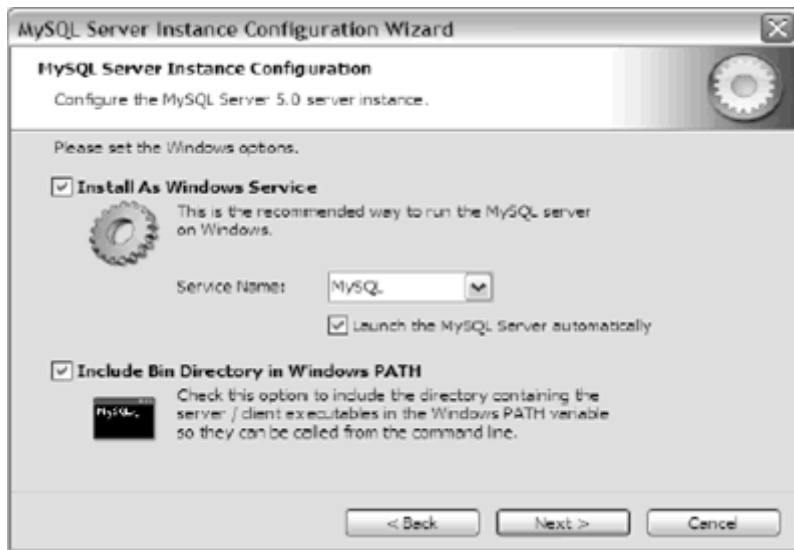 MySQL Server Instance Configuration Wizard
MySQL Server Instance Configuration
Configure the MySQL Server 5.0 server instance.
Please set the Windows options.
Install As Windows Service
This is the recommended way to run the MySQL server
on Windows.
Service Name:
MySQL
Launch the MySQL Server automatically
Include Bin Directory in Windows PATH
MySQL
Check this option to include the directory containing the
server / client executables in the Windows PATH variable
so they can be called from the command line.
< Back
Next >
Cancel